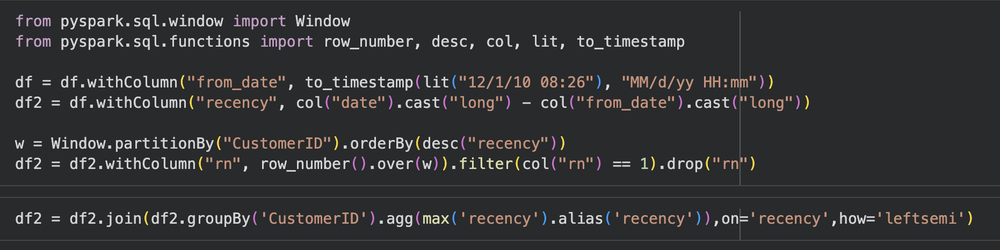 from pyspark.sql.window import Window
from pyspark.sql.functions import row_number, desc, col, lit, to_timestamp
df = df.withColumn("from_date", to_timestamp(lit("12/1/10 08:26"), "MM/d/yy HH:mm"))
df2 = df.withColumn("recency", col("date").cast("long") - col("from_date").cast("long"))
w = Window.partitionBy("CustomerID").orderBy(desc("recency"))
df2 = df2.withColumn("rn", row_number().over(w)).filter(col("rn") == 1).drop("rn")
df2 = df2.join(df2.groupBy('CustomerID').agg(max('recency').alias('recency')),on='recency',how='leftsemi')